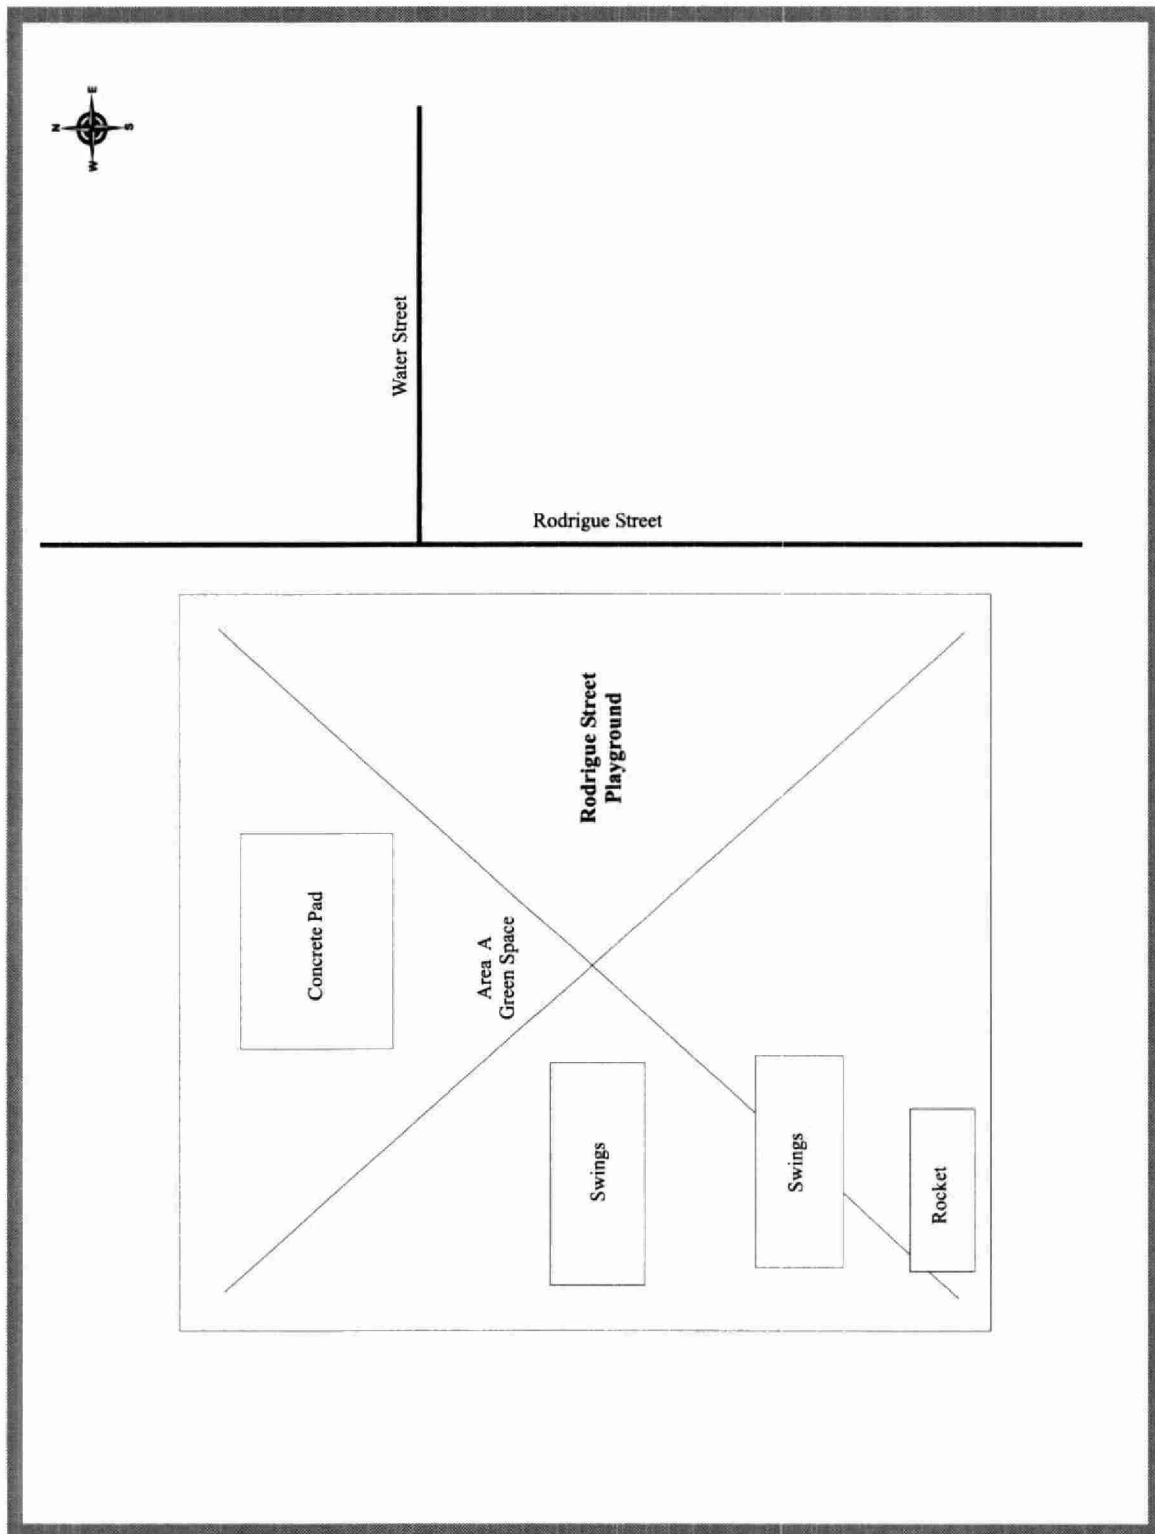 N
E
S
W
Water Street
Rodrigue Street
Rodrigue Street
Playground
Concrete Pad
Area A
Green Space
Swings
Swings
Rocket